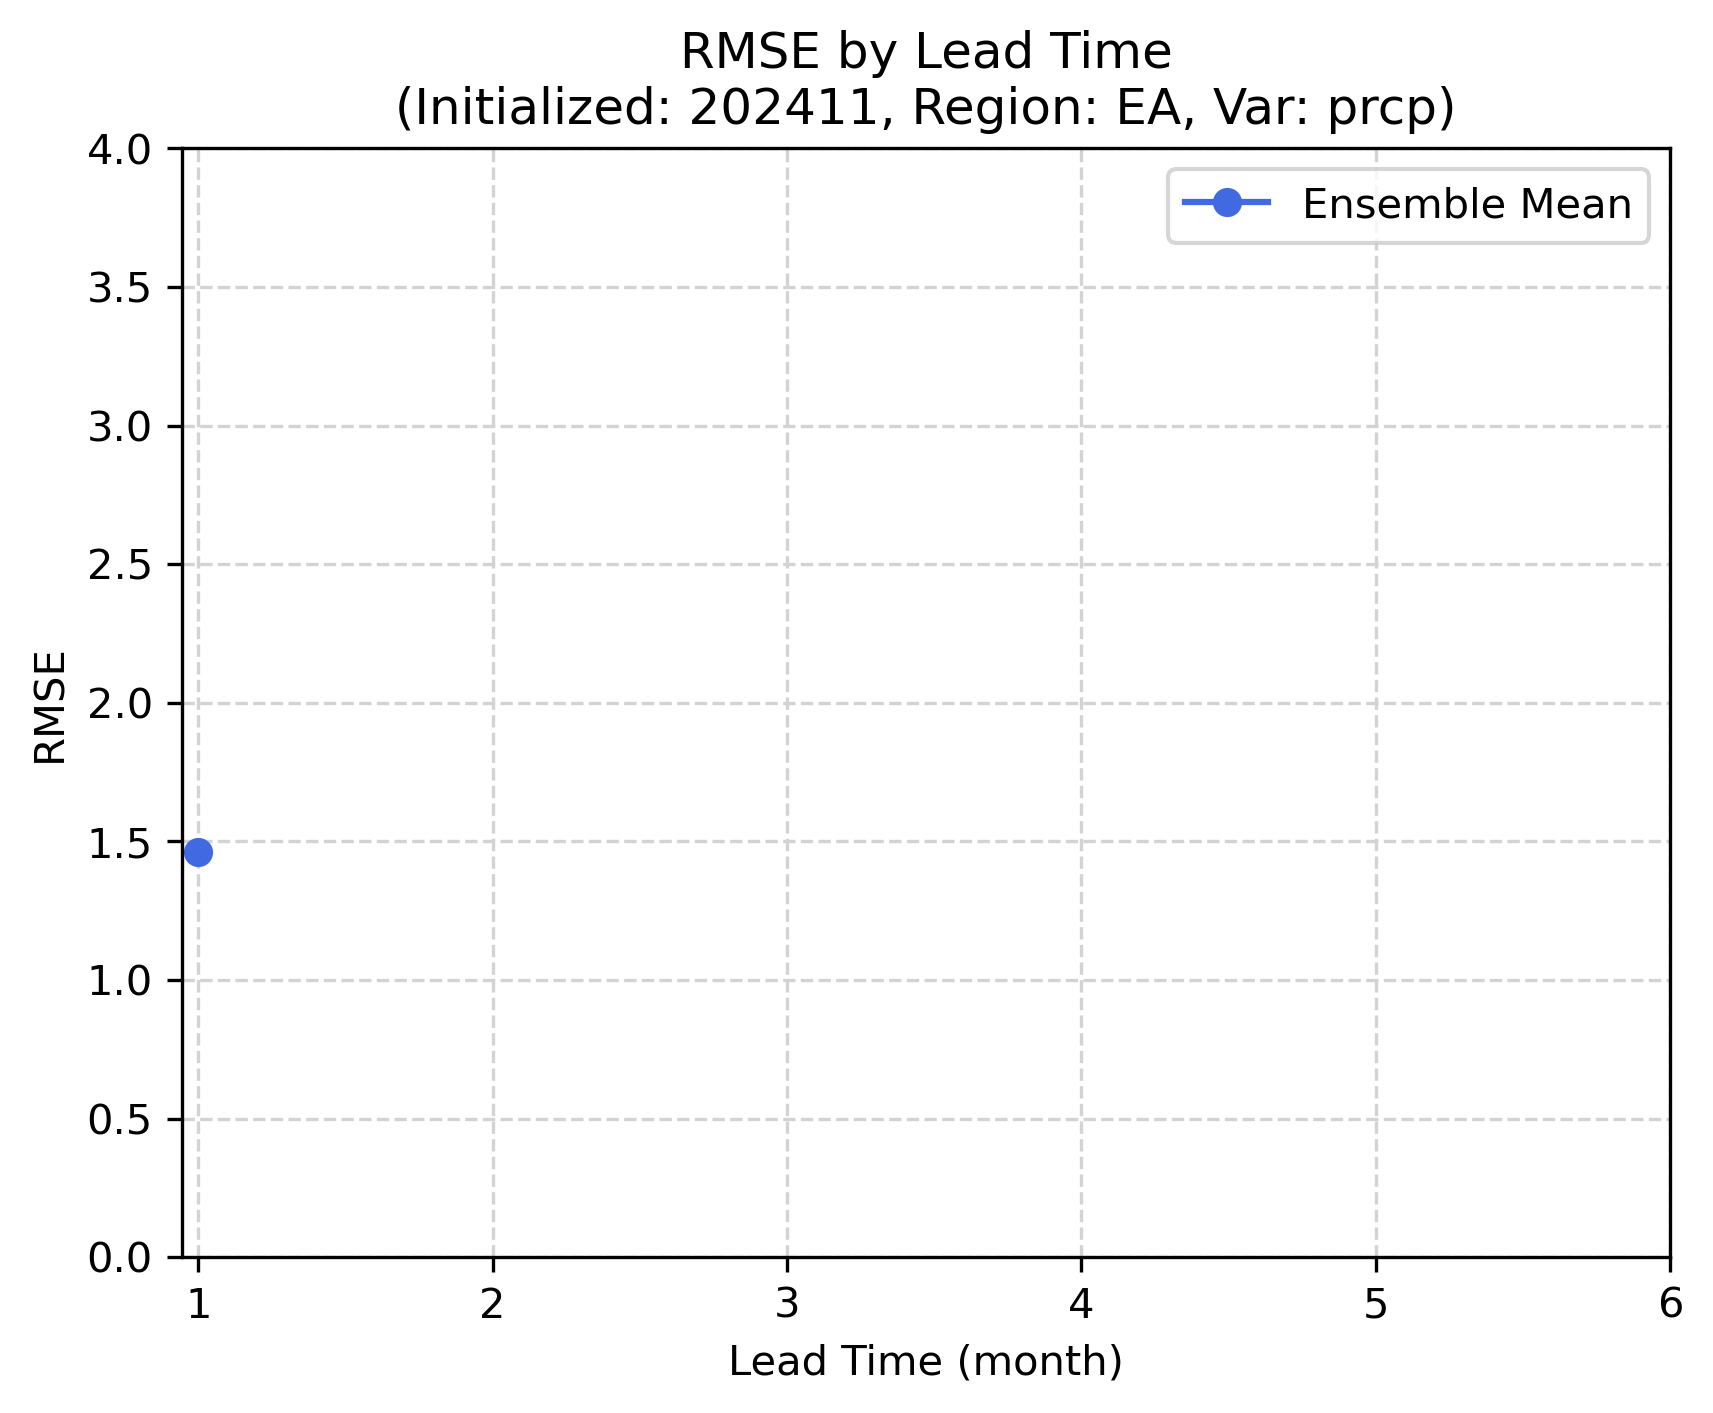 RMSE by Lead Time
(Initialized: 202411, Region: EA, Var: prcp)
Ensemble Mean
4.0
3.5
3.0
2.5
2.0
1.5
1.0
0.5
0.0
RMSE
1 2 3 4 5 6
Lead Time (month)